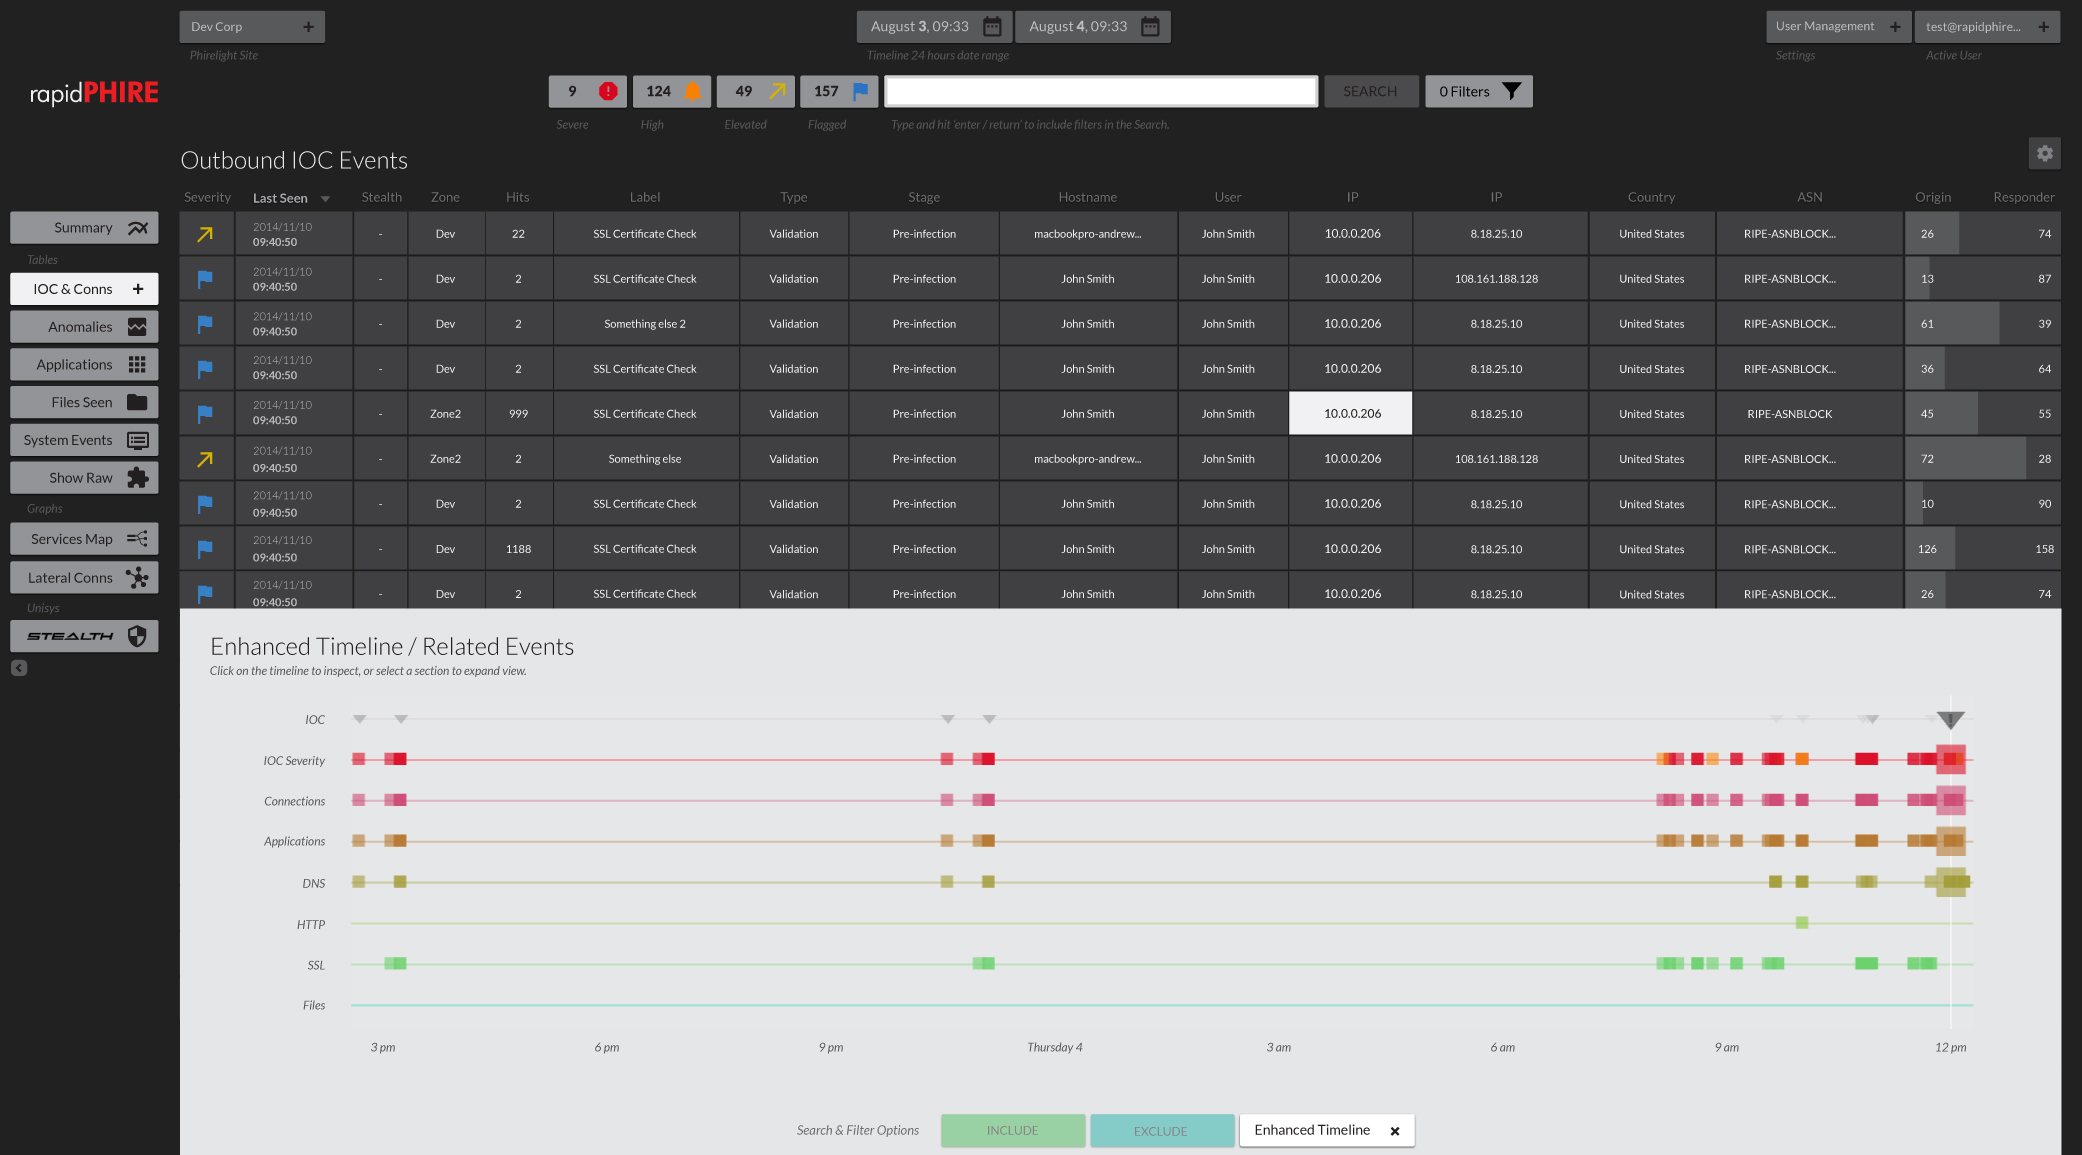 Dev Corp +
August 3, 09:33
August 4, 09:33
User Management +
test@rapidphire... +
Phirelight Site
Timeline 24 hours date range
Settings
Active User
rapidPHIRE
9
124
49
157
SEARCH
0 Filters
Severe
High
Elevated
Flagged
Type and hit 'enter / return' to include filters in the Search.
Outbound IOC Events
Severity Last Seen Stealth Zone Hits Label Type Stage Hostname User IP IP Country ASN Origin Responder
2014/11/10 09:40:50 - Dev 22 SSL Certificate Check Validation Pre-infection macbookpro-andrew... John Smith 10.0.0.206 8.18.25.10 United States RIPE-ASNBLOCK... 26 74
2014/11/10 09:40:50 - Dev 2 SSL Certificate Check Validation Pre-infection John Smith John Smith 10.0.0.206 108.161.188.128 United States RIPE-ASNBLOCK... 13 87
2014/11/10 09:40:50 - Dev 2 Something else 2 Validation Pre-infection John Smith John Smith 10.0.0.206 8.18.25.10 United States RIPE-ASNBLOCK... 61 39
2014/11/10 09:40:50 - Dev 2 SSL Certificate Check Validation Pre-infection John Smith John Smith 10.0.0.206 8.18.25.10 United States RIPE-ASNBLOCK... 36 64
2014/11/10 09:40:50 - Zone2 999 SSL Certificate Check Validation Pre-infection John Smith John Smith 10.0.0.206 8.18.25.10 United States RIPE-ASNBLOCK 45 55
2014/11/10 09:40:50 - Zone2 2 Something else Validation Pre-infection macbookpro-andrew... John Smith 10.0.0.206 108.161.188.128 United States RIPE-ASNBLOCK... 72 28
2014/11/10 09:40:50 - Dev 2 SSL Certificate Check Validation Pre-infection John Smith John Smith 10.0.0.206 8.18.25.10 United States RIPE-ASNBLOCK... 10 90
2014/11/10 09:40:50 - Dev 1188 SSL Certificate Check Validation Pre-infection John Smith John Smith 10.0.0.206 8.18.25.10 United States RIPE-ASNBLOCK... 126 158
2014/11/10 09:40:50 - Dev 2 SSL Certificate Check Validation Pre-infection John Smith John Smith 10.0.0.206 8.18.25.10 United States RIPE-ASNBLOCK... 26 74
Summary
Tables
IOC & Conns +
Anomalies
Applications
Files Seen
System Events
Show Raw
Graphs
Services Map
Lateral Conns
Unisys
STEALTH
Enhanced Timeline / Related Events
Click on the timeline to inspect, or select a section to expand view.
IOC
IOC Severity
Connections
Applications
DNS
HTTP
SSL
Files
3 pm 6 pm 9 pm Thursday 4 3 am 6 am 9 am 12 pm
Search & Filter Options
INCLUDE
EXCLUDE
Enhanced Timeline